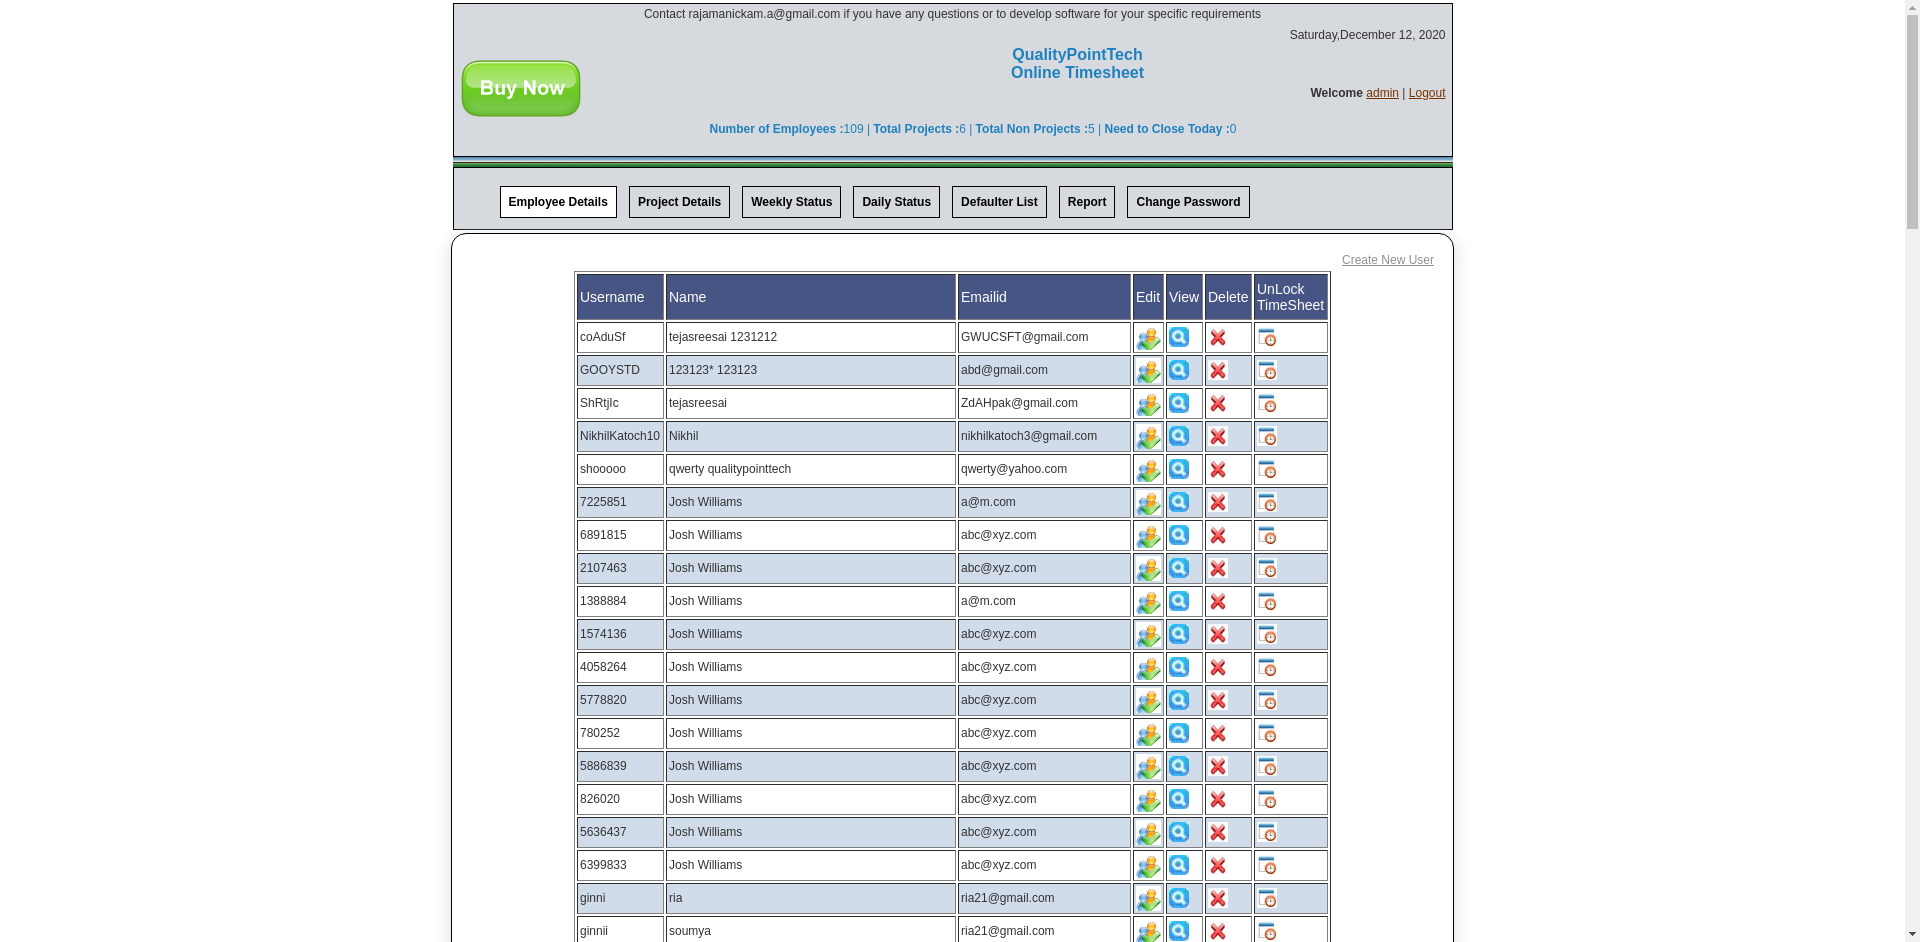 Contact rajamanickam.a@gmail.com if you have any questions or to develop software for your specific requirements
Saturday,December 12, 2020
QualityPointTech
Online Timesheet
Buy Now
Welcome admin | Logout
Number of Employees :109 | Total Projects :6 | Total Non Projects :5 | Need to Close Today :0
Employee Details Project Details Weekly Status Daily Status Defaulter List Report Change Password
Create New User
Username Name Emailid Edit View Delete UnLock TimeSheet
coAduSf tejasreesai 1231212 GWUCSFT@gmail.com
GOOYSTD 123123* 123123 abd@gmail.com
ShRtjIc tejasreesai ZdAHpak@gmail.com
NikhilKatoch10 Nikhil nikhilkatoch3@gmail.com
shooooo qwerty qualitypointtech qwerty@yahoo.com
7225851 Josh Williams a@m.com
6891815 Josh Williams abc@xyz.com
2107463 Josh Williams abc@xyz.com
1388884 Josh Williams a@m.com
1574136 Josh Williams abc@xyz.com
4058264 Josh Williams abc@xyz.com
5778820 Josh Williams abc@xyz.com
780252 Josh Williams abc@xyz.com
5886839 Josh Williams abc@xyz.com
826020 Josh Williams abc@xyz.com
5636437 Josh Williams abc@xyz.com
6399833 Josh Williams abc@xyz.com
ginni ria ria21@gmail.com
ginnii soumya ria21@gmail.com